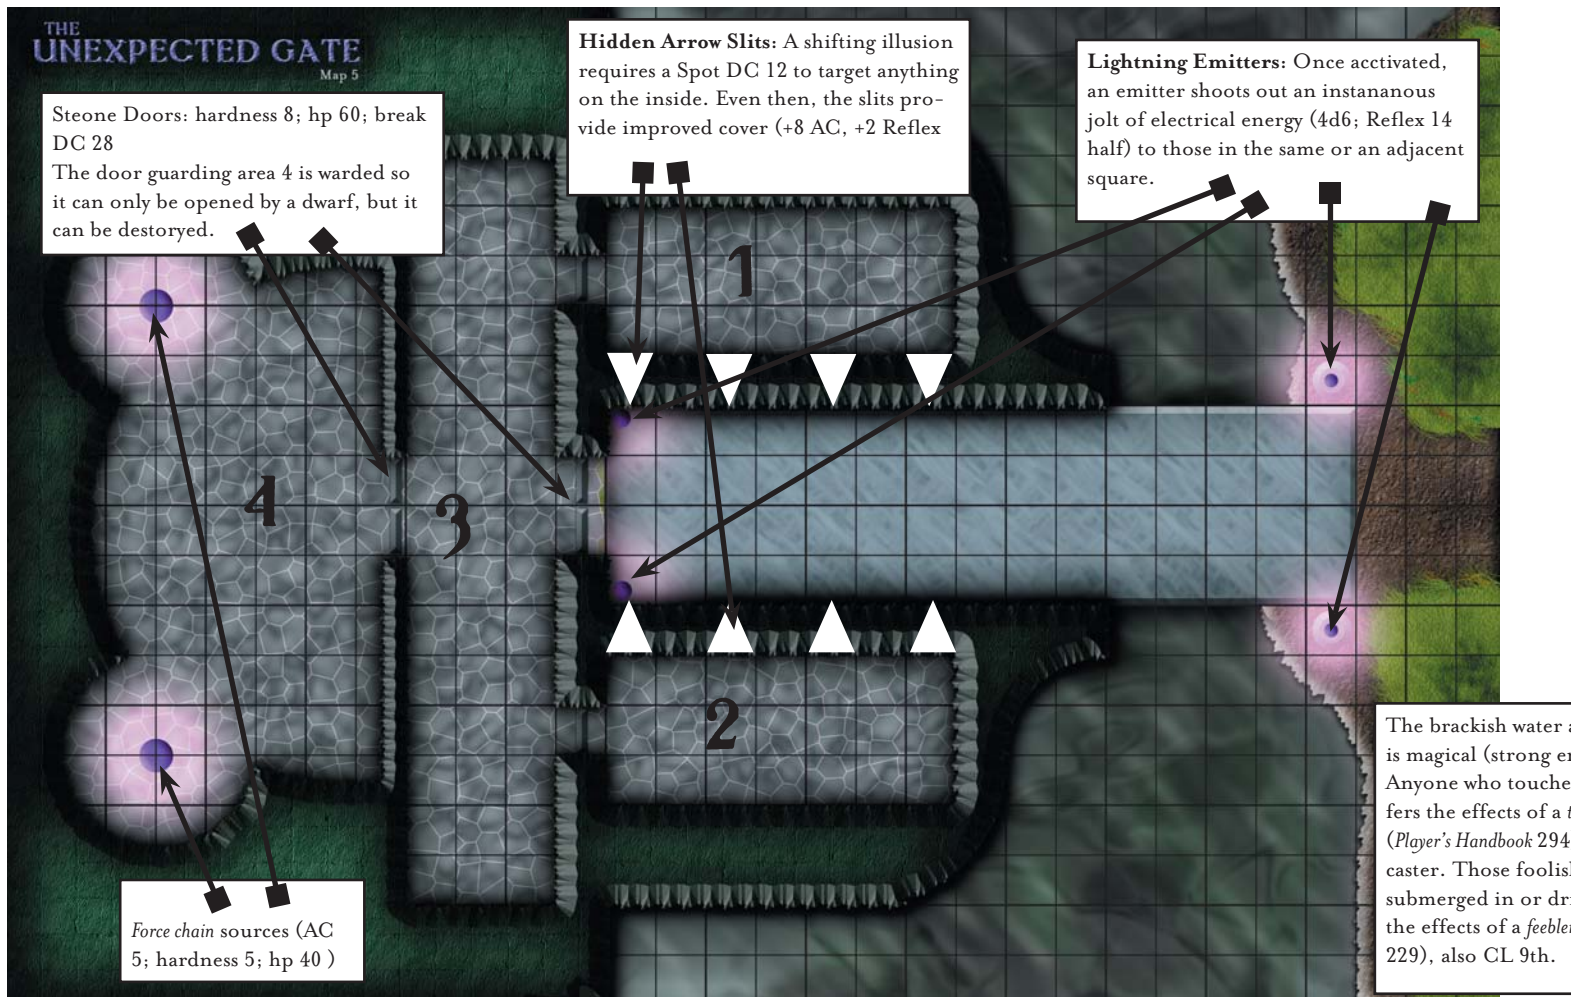 THE
UNEXPECTED GATE
Map 5
Steone Doors: hardness 8; hp 60; break
DC 28
The door guarding area 4 is warded so
it can only be opened by a dwarf, but it
can be destoryed.
Hidden Arrow Slits: A shifting illusion
requires a Spot DC 12 to target anything
on the inside. Even then, the slits pro-
vide improved cover (+8 AC, +2 Reflex
Lightning Emitters: Once acctivated,
an emitter shoots out an instananous
jolt of electrical energy (4d6; Reflex 14
half) to those in the same or an adjacent
square.
1
4
3
2
Force chain sources (AC
5; hardness 5; hp 40 )
The brackish water
is magical (strong
Anyone who
fers the effects of a
(Player's Handbook 294
caster. Those
submerged in or
the effects of a
229), also CL 9th.